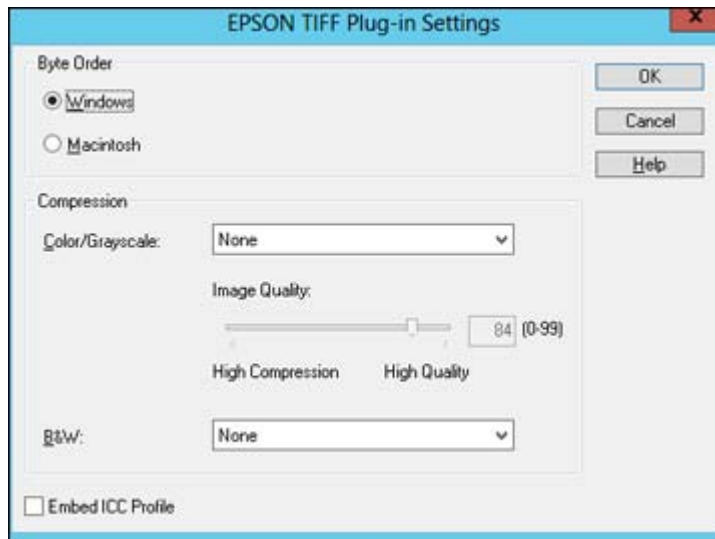 EPSON TIFF Plug-in Settings
x
Byte Order
Windows
Macintosh
OK
Cancel
Help
Compression
Color/Grayscale:
None
Image Quality:
84 (0-99)
High Compression High Quality
B&W:
None
Embed ICC Profile